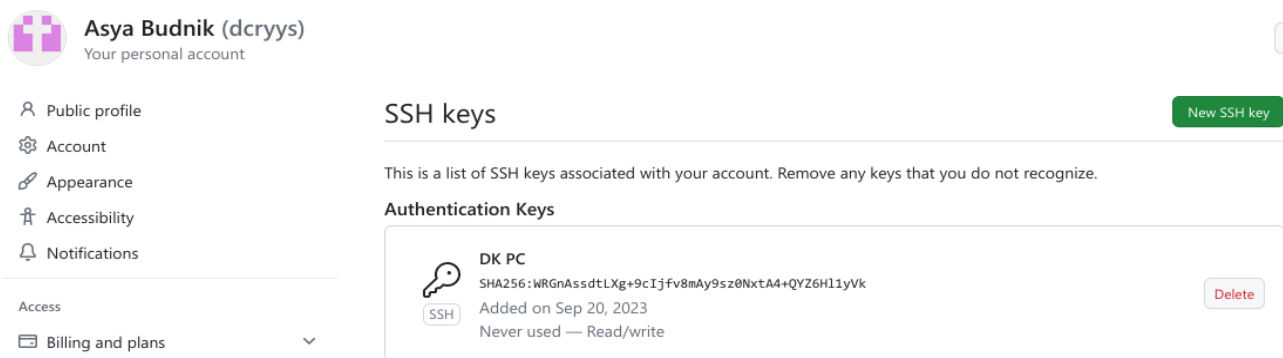 Asya Budnik (dcryys)
Your personal account
Public profile
Account
Appearance
Accessibility
Notifications
Access
Billing and plans
SSH keys
New SSH key
This is a list of SSH keys associated with your account. Remove any keys that you do not recognize.
Authentication Keys
DK PC
SHA256:WRGnAssdtLXg+9cIjfv8mAy9sz0NxtA4+QYZ6Hl1yVk
SSH
Added on Sep 20, 2023
Never used — Read/write
Delete